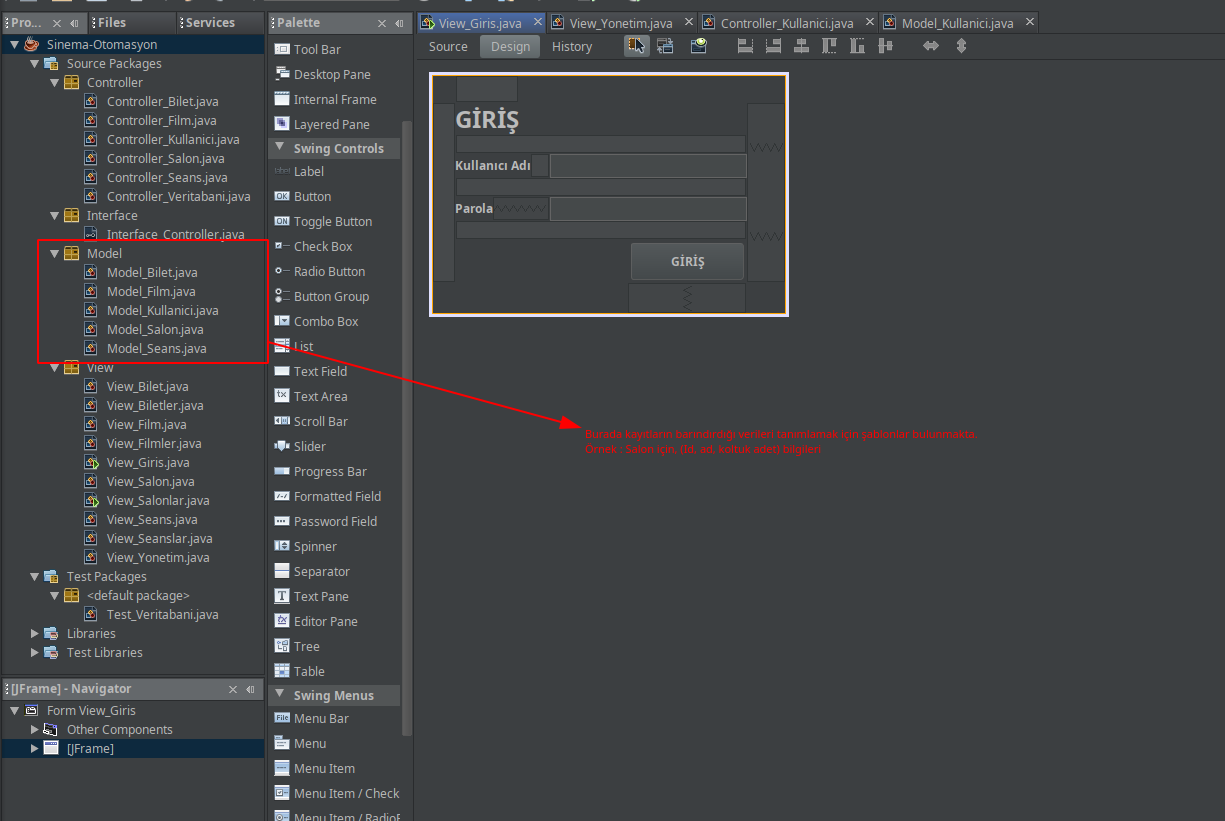 Pro...
Files
Services
Sinema-Otomasyon
Source Packages
Controller
Controller_Bilet.java
Controller_Film.java
Controller_Kullanici.java
Controller_Salon.java
Controller_Seans.java
Controller_Veritabani.java
Interface
Interface_Controller.java
Model
Model_Bilet.java
Model_Film.java
Model_Kullanici.java
Model_Salon.java
Model_Seans.java
View
View_Bilet.java
View_Biletler.java
View_Film.java
View_Filmler.java
View_Giris.java
View_Salon.java
View_Salonlar.java
View_Seans.java
View_Seanslar.java
View_Yonetim.java
Test Packages
<default package>
Test_Veritabani.java
Libraries
Test Libraries
[JFrame] - Navigator
Form View_Giris
Other Components
[JFrame]
Palette
Tool Bar
Desktop Pane
Internal Frame
Layered Pane
Swing Controls
Label
Button
Toggle Button
Check Box
Radio Button
Button Group
Combo Box
List
Text Field
Text Area
Scroll Bar
Slider
Progress Bar
Formatted Field
Password Field
Spinner
Separator
Text Pane
Editor Pane
Tree
Table
Swing Menus
Menu Bar
Menu
Menu Item
Menu Item / Check
Menu Item / RadioB
View_Giris.java
View_Yonetim.java
Controller_Kullanici.java
Model_Kullanici.java
Source
Design
History
GİRİŞ
Kullanıcı Adı
Parola
GİRİŞ
Burada kayıtların barındırdığı verileri tanımlamak için şablonlar bulunmakta
Örnek : Salon için, (id, ad, koltuk adet) bilgileri